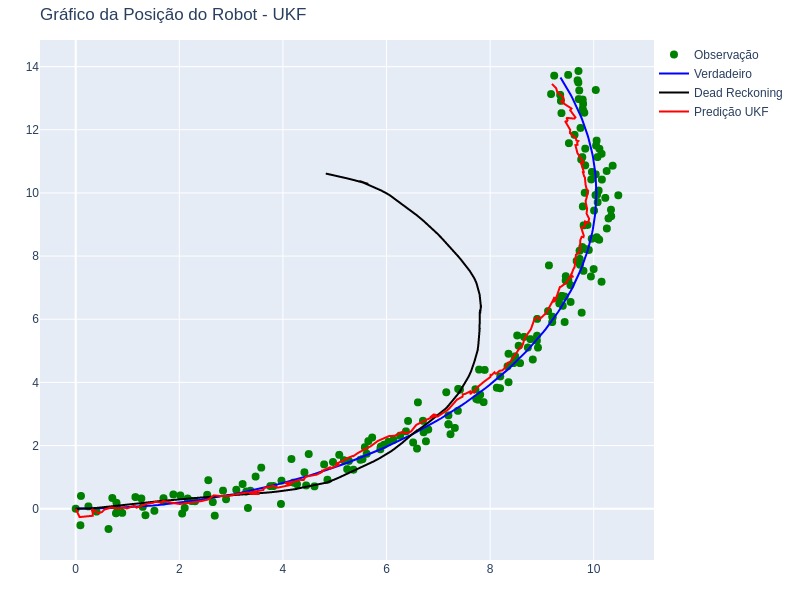 Gráfico da Posição do Robot - UKF
Observação
Verdadeiro
Dead Reckoning
Predição UKF
14
12
10
8
6
4
2
0
0 2 4 6 8 10